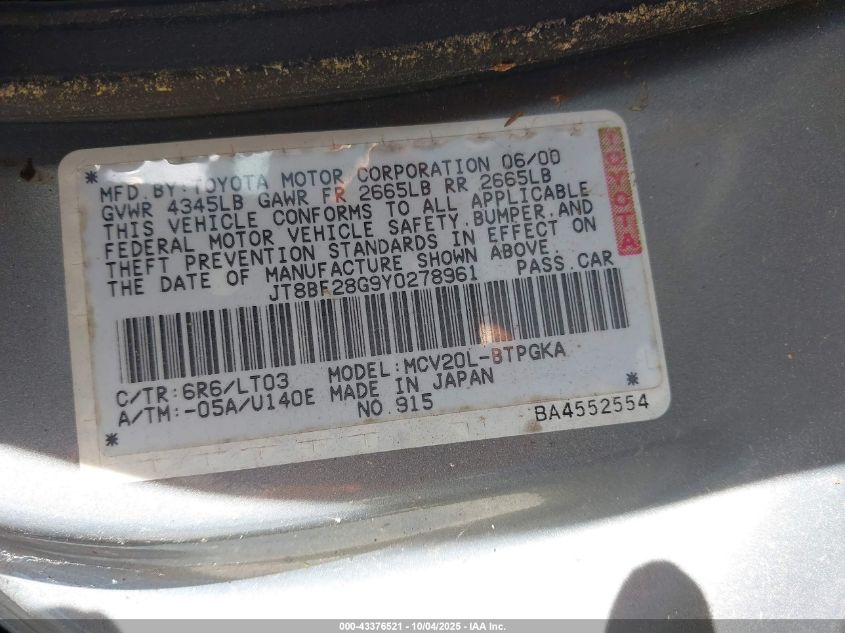 MFD BY: TOYOTA MOTOR CORPORATION 06/00
GVWR 4345LB GAWR FR 2665LB RR 2665LB
THIS VEHICLE CONFORMS TO ALL APPLICABLE
FEDERAL MOTOR VEHICLE SAFETY, BUMPER, AND
THEFT PREVENTION STANDARDS IN EFFECT ON
THE DATE OF MANUFACTURE SHOWN ABOVE.
JT8BF28G9Y0278961 PASS.CAR
C/TR:6R6/LT03 MODEL:MCV20L-BTPGKA
A/TM:-05A/U140E MADE IN JAPAN
NO.915
BA4552554
TOYOTA
000-43376521 - 10/04/2025 - IAA Inc.